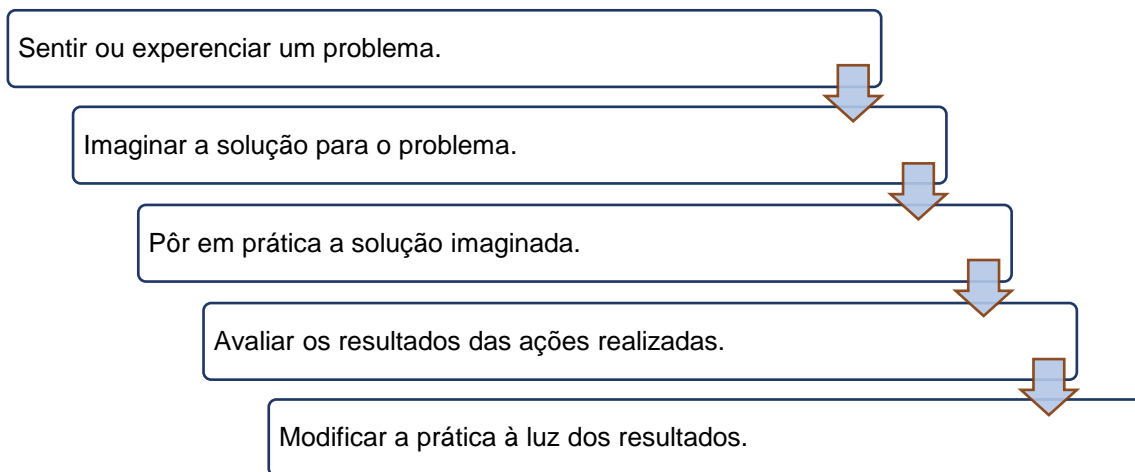 Sentir ou experenciar um problema.
Imaginar a solução para o problema.
Pôr em prática a solução imaginada.
Avaliar os resultados das ações realizadas.
Modificar a prática à luz dos resultados.